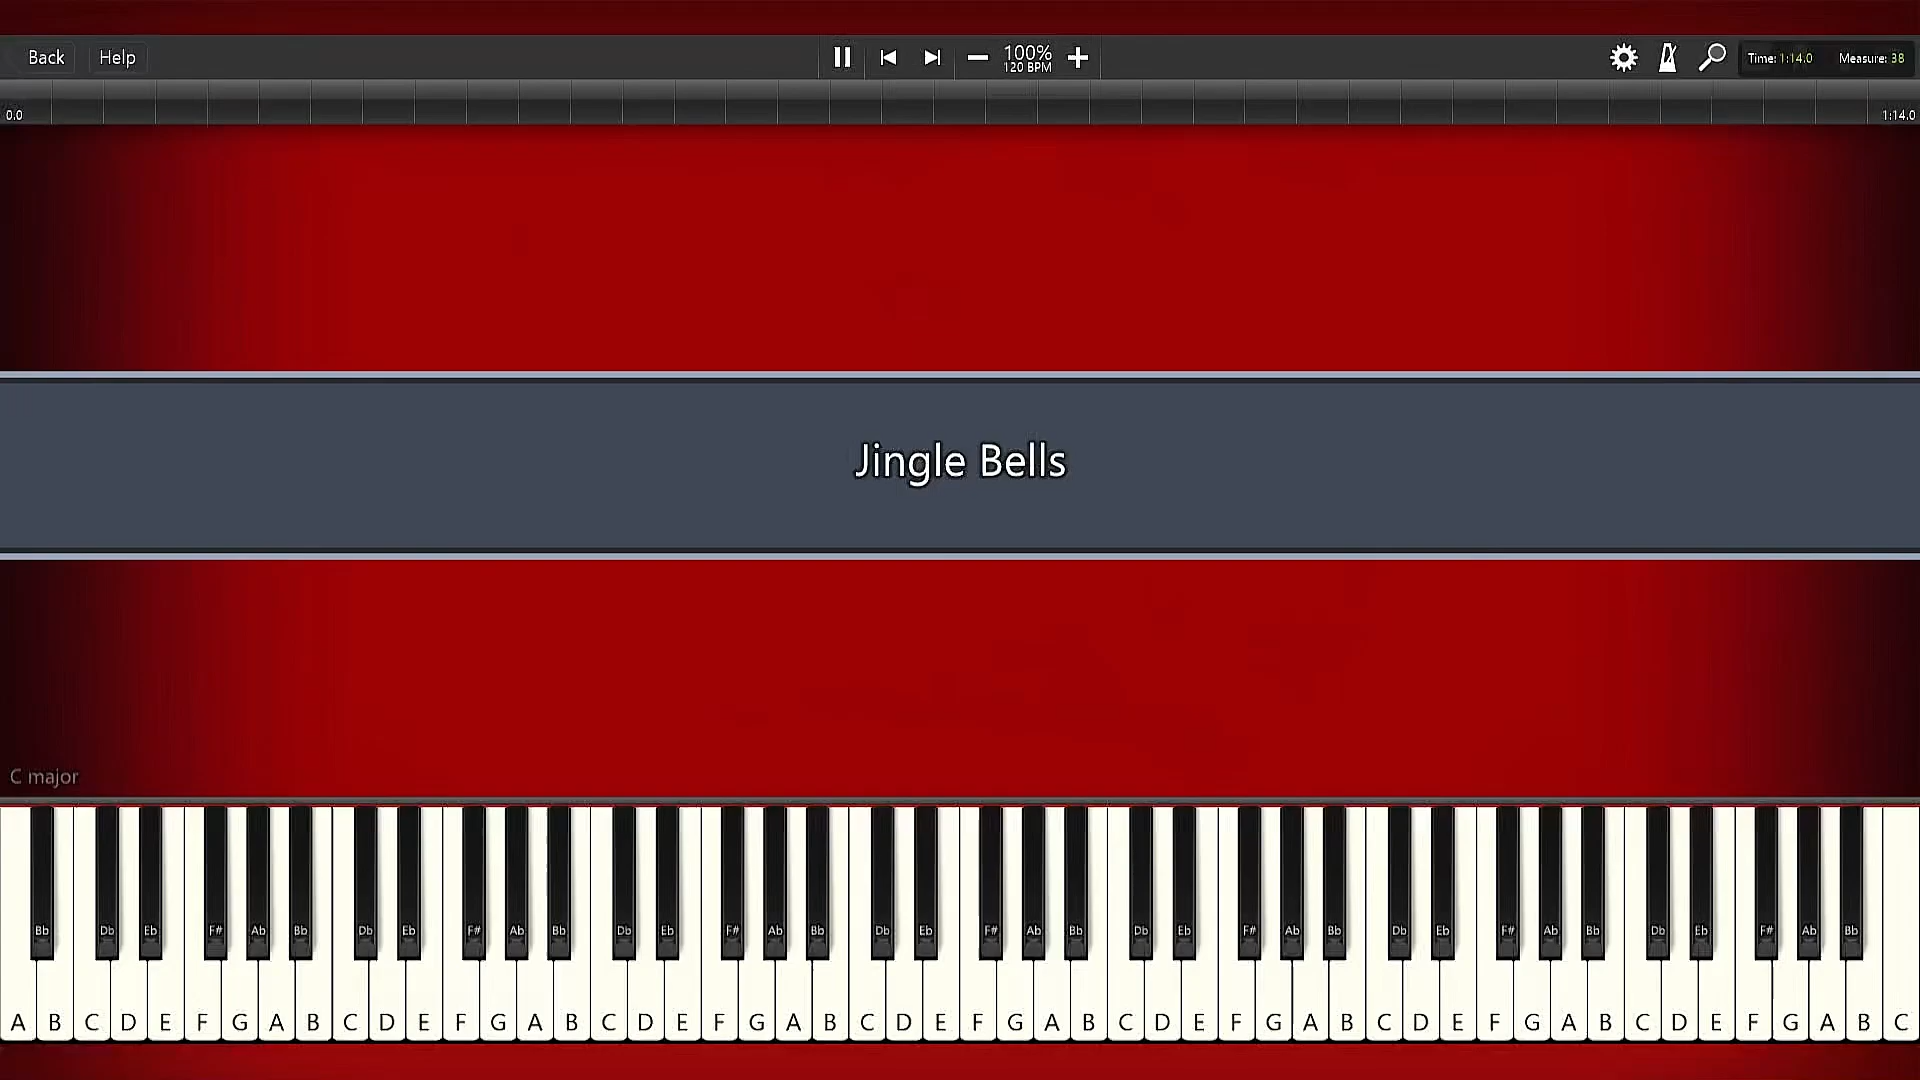 Back Help 100% Time: 1:14.0 Measure: 38
120 BPM
0.0 1:14.0
Jingle Bells
C major
Bb Db Eb F# Ab Bb Db Eb F# Ab Bb Db Eb F# Ab Bb Db Eb F# Ab Bb Db Eb F# Ab Bb Db Eb F# Ab Bb Db Eb F# Ab Bb
A B C D E F G A B C D E F G A B C D E F G A B C D E F G A B C D E F G A B C D E F G A B C D E F G A B C